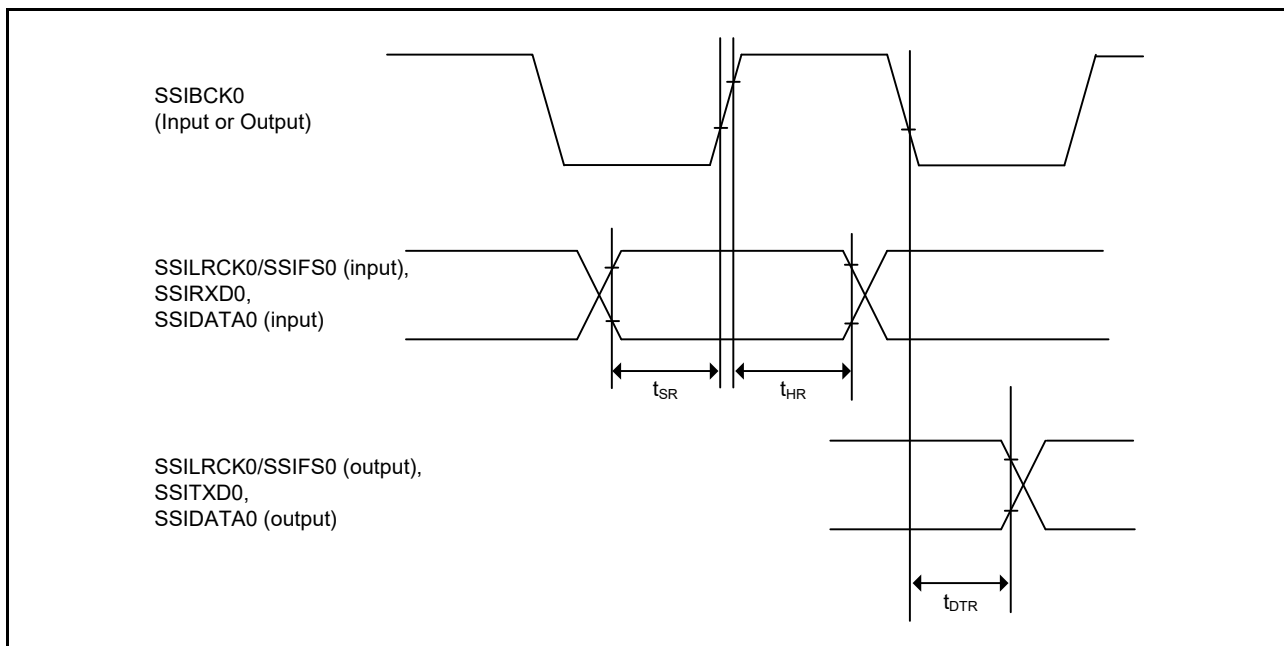 SSIBCK0
(Input or Output)
SSILRCK0/SSIFS0 (input),
SSIRXD0,
SSIDATA0 (input)
tSR
tHR
SSILRCK0/SSIFS0 (output),
SSITXD0,
SSIDATA0 (output)
tDTR